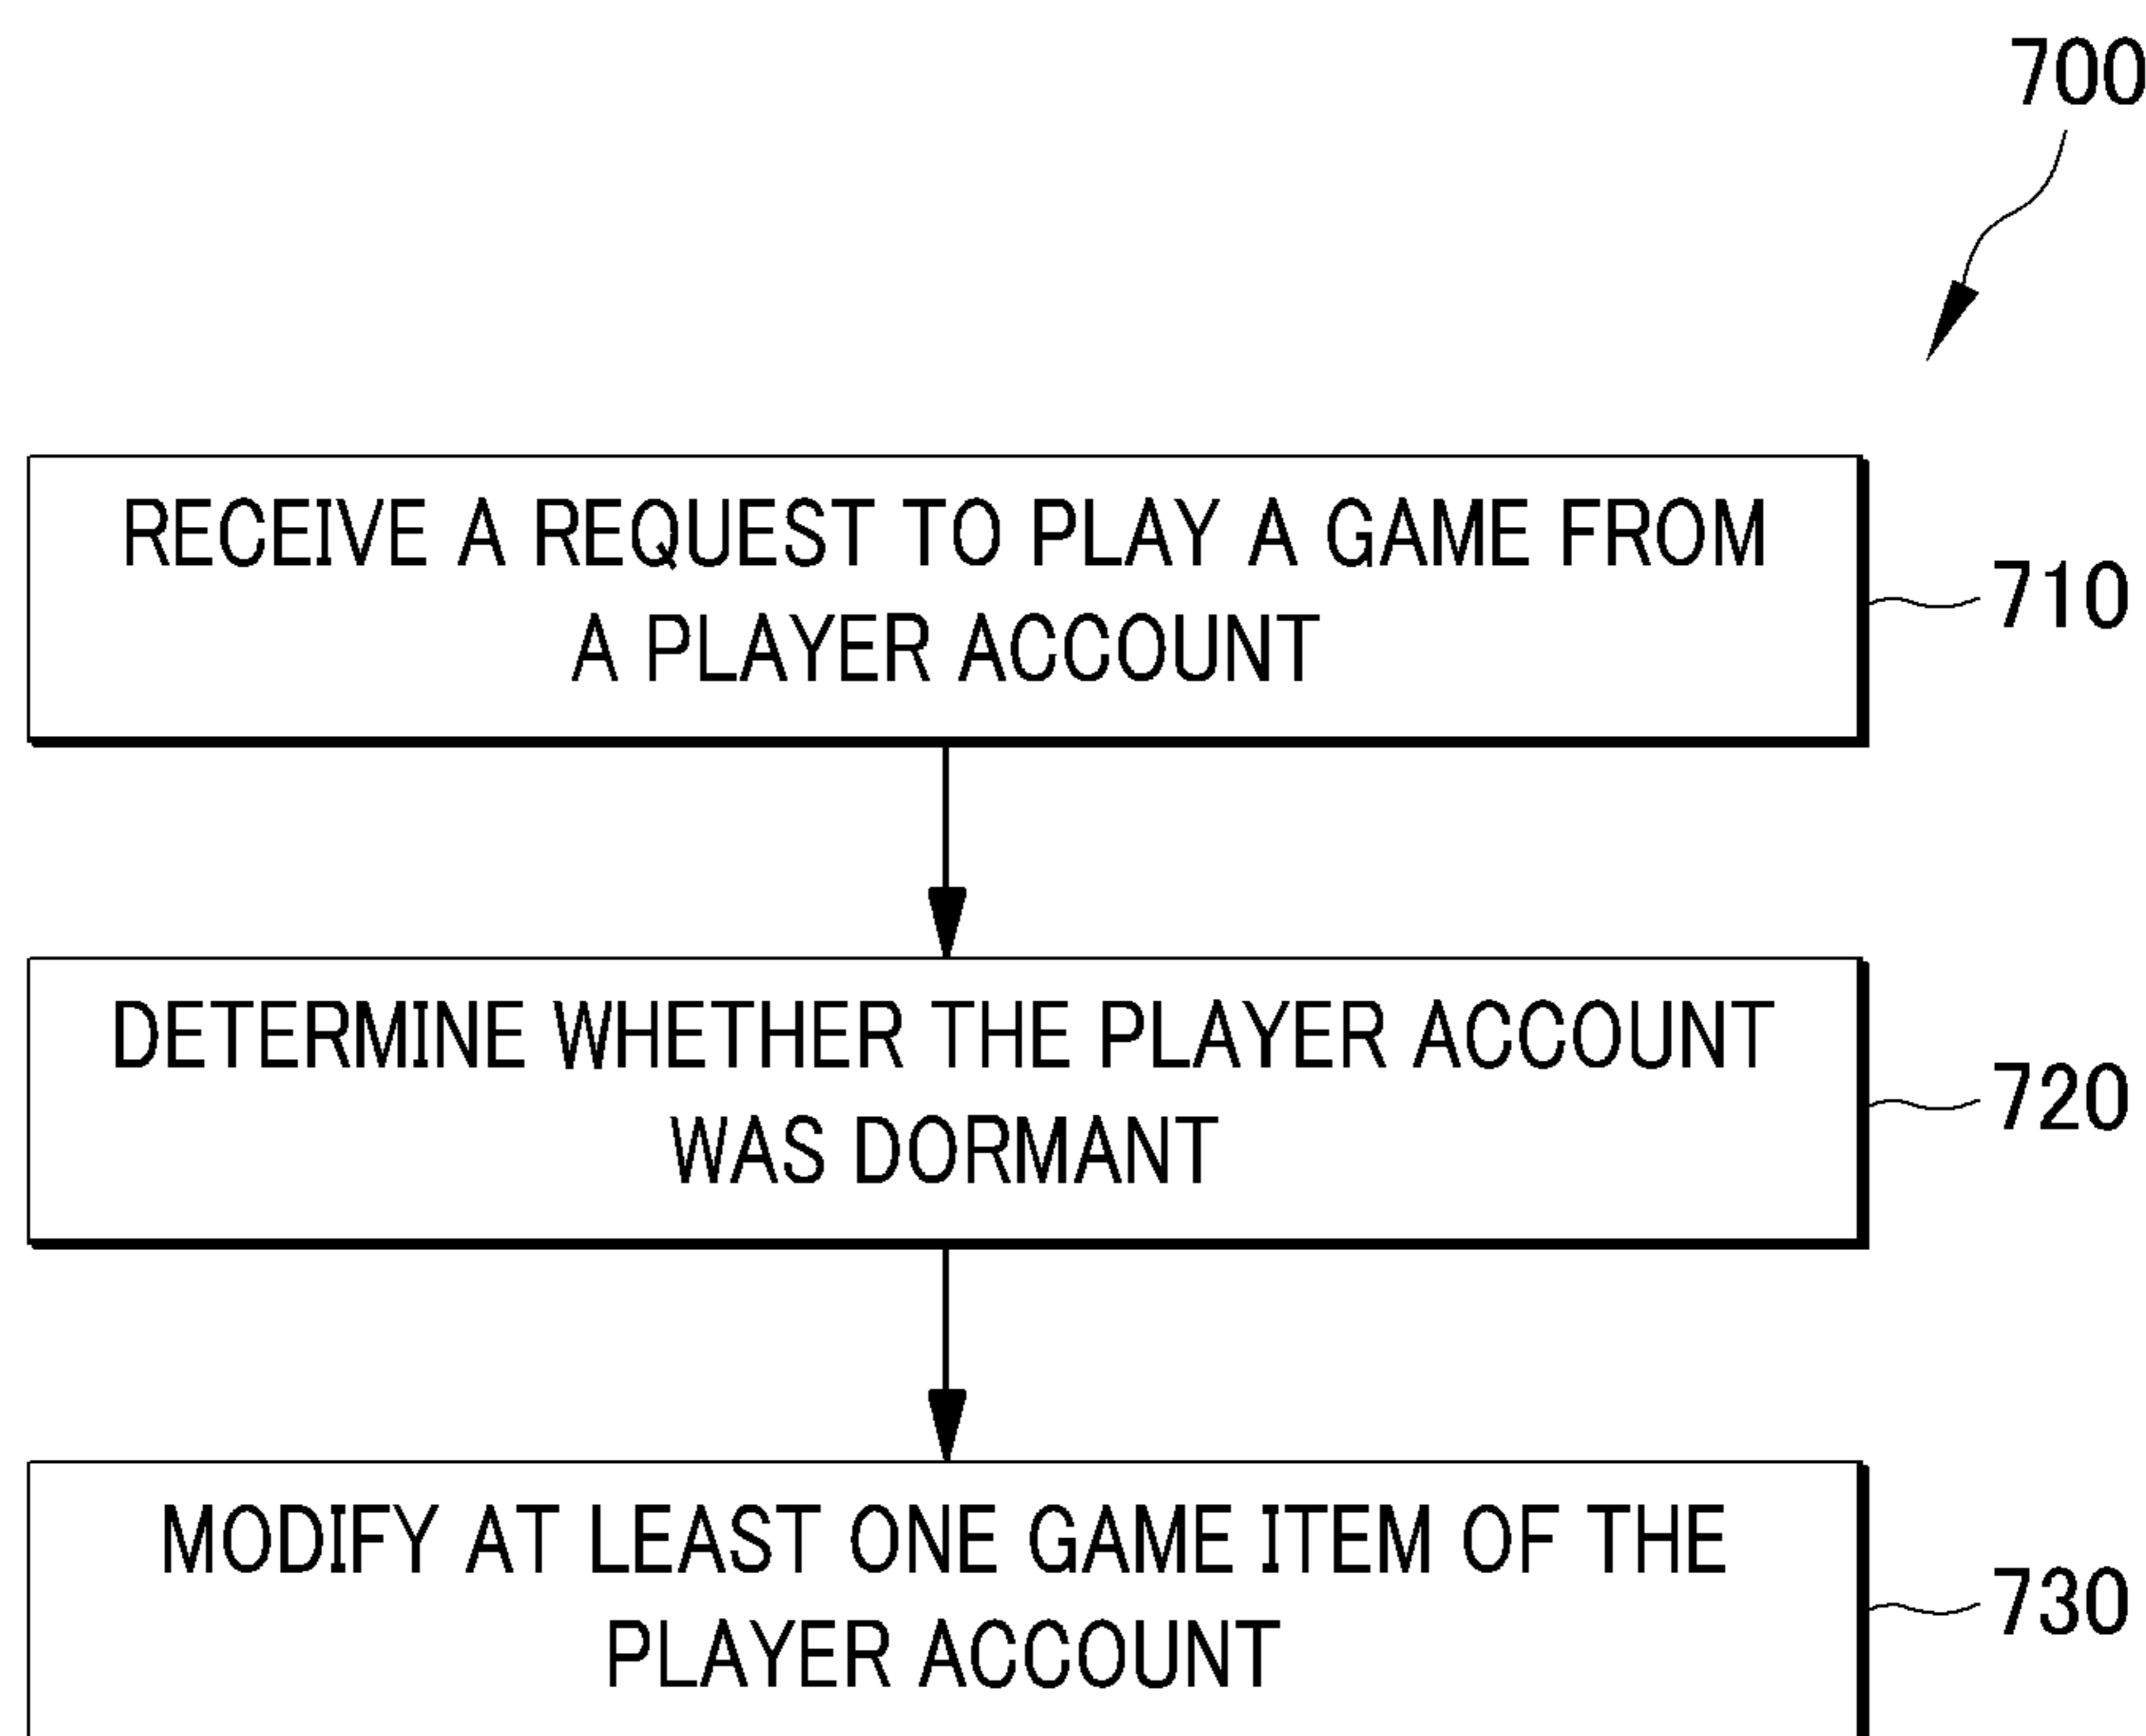 700
RECEIVE A REQUEST TO PLAY A GAME FROM
A PLAYER ACCOUNT
710
DETERMINE WHETHER THE PLAYER ACCOUNT
WAS DORMANT
720
MODIFY AT LEAST ONE GAME ITEM OF THE
PLAYER ACCOUNT
730